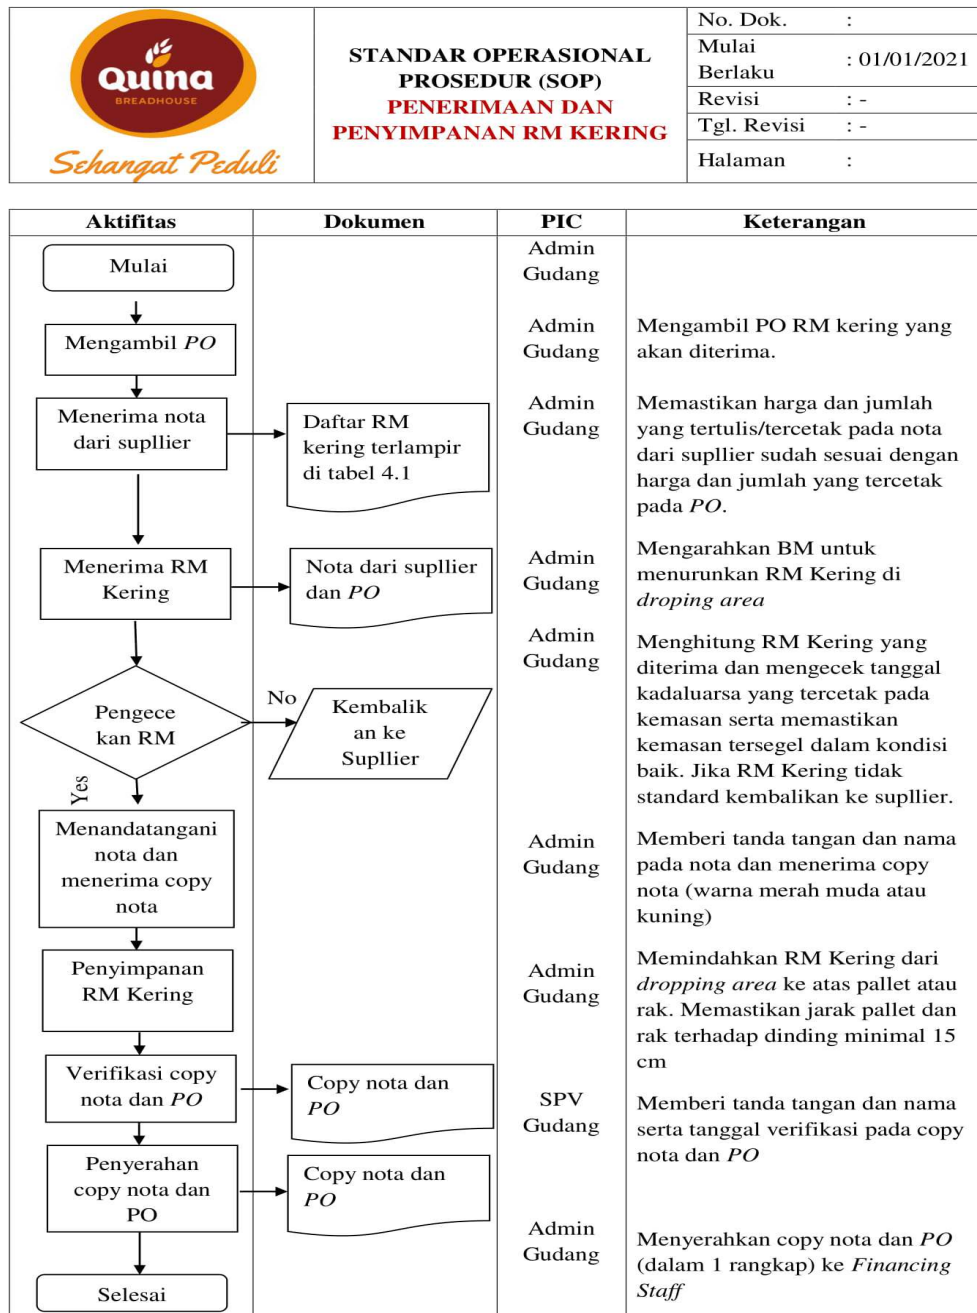 Quina
BREADHOUSE
Sehangat Peduli
STANDAR OPERASIONAL
PROSEDUR (SOP)
PENERIMAAN DAN
PENYIMPANAN RM KERING
No. Dok. :
Mulai
Berlaku : 01/01/2021
Revisi : -
Tgl. Revisi : -
Halaman :
Aktifitas Dokumen PIC Keterangan
Mulai
Admin
Gudang
Mengambil PO
Admin
Gudang
Mengambil PO RM kering yang
akan diterima.
Menerima nota
dari supllier
Daftar RM
kering terlampir
di tabel 4.1
Admin
Gudang
Memastikan harga dan jumlah
yang tertulis/tercetak pada nota
dari supllier sudah sesuai dengan
harga dan jumlah yang tercetak
pada PO.
Menerima RM
Kering
Nota dari supllier
dan PO
Admin
Gudang
Mengarahkan BM untuk
menurunkan RM Kering di
droping area
Pengece
kan RM
No
Kembalik
an ke
Supllier
Admin
Gudang
Menghitung RM Kering yang
diterima dan mengecek tanggal
kadaluarsa yang tercetak pada
kemasan serta memastikan
kemasan tersegel dalam kondisi
baik. Jika RM Kering tidak
standard kembalikan ke supllier.
Yes
Menandatangani
nota dan
menerima copy
nota
Admin
Gudang
Memberi tanda tangan dan nama
pada nota dan menerima copy
nota (warna merah muda atau
kuning)
Penyimpanan
RM Kering
Admin
Gudang
Memindahkan RM Kering dari
dropping area ke atas pallet atau
rak. Memastikan jarak pallet dan
rak terhadap dinding minimal 15
cm
Verifikasi copy
nota dan PO
Copy nota dan
PO
SPV
Gudang
Memberi tanda tangan dan nama
serta tanggal verifikasi pada copy
nota dan PO
Penyerahan
copy nota dan
PO
Copy nota dan
PO
Admin
Gudang
Menyerahkan copy nota dan PO
(dalam 1 rangkap) ke Financing
Staff
Selesai